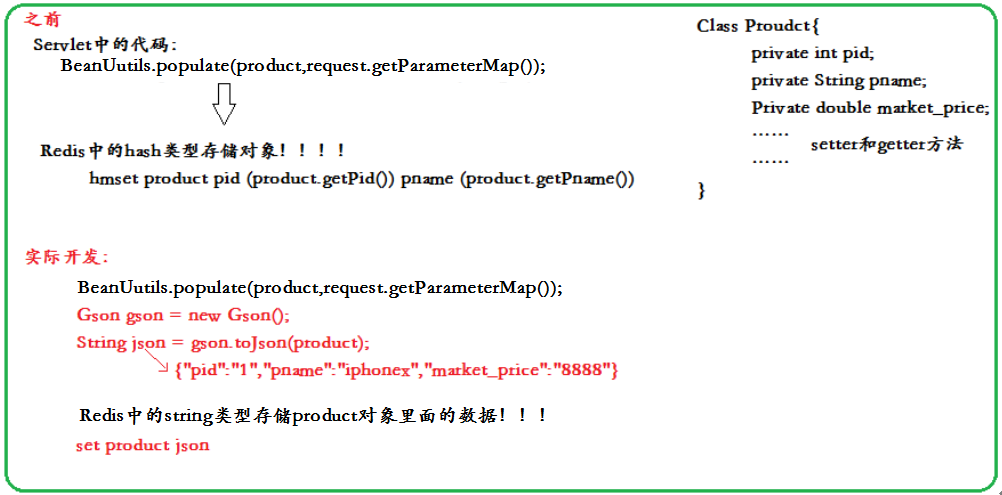 之前
Servlet中的代码:
BeanUutils.populate(product,request.getParameterMap());
Redis中的hash类型存储对象！！！！
hmset product pid (product.getPid()) pname (product.getPname())
Class Proudct{
private int pid;
private String pname;
Private double market_price;
……
setter和getter方法
……
}
实际开发:
BeanUutils.populate(product,request.getParameterMap());
Gson gson = new Gson();
String json = gson.toJson(product);
{"pid":"1","pname":"iphonex","market_price":"8888"}
Redis中的string类型存储product对象里面的数据！！！
set product json